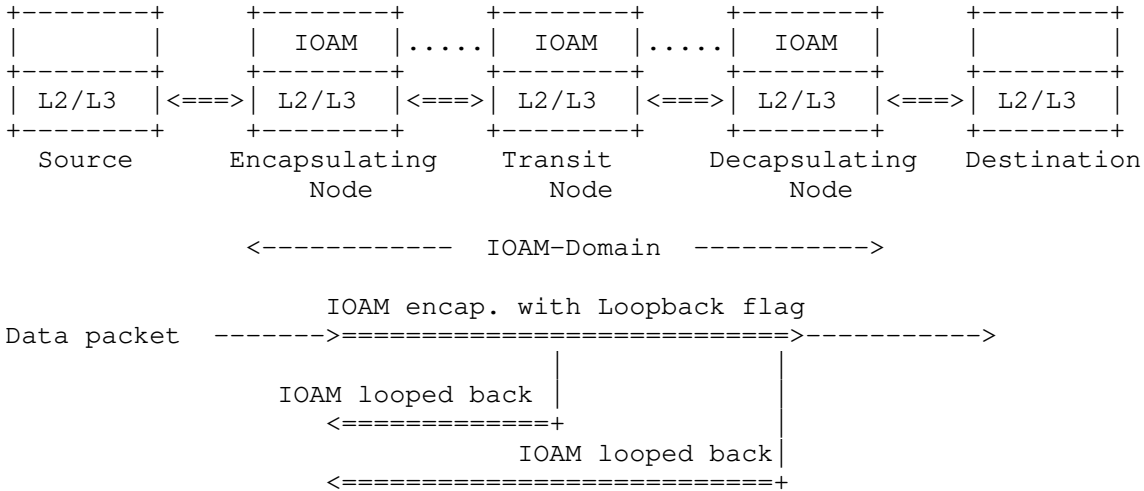 IOAM ..... IOAM ..... IOAM
L2/L3 <===> L2/L3 <===> L2/L3 <===> L2/L3 <===> L2/L3
Source Encapsulating Transit Decapsulating Destination
Node Node Node
<------------ IOAM-Domain ----------->
IOAM encap. with Loopback flag
Data packet ------->============================>----------->
IOAM looped back
<=============+
IOAM looped back
<===========================+